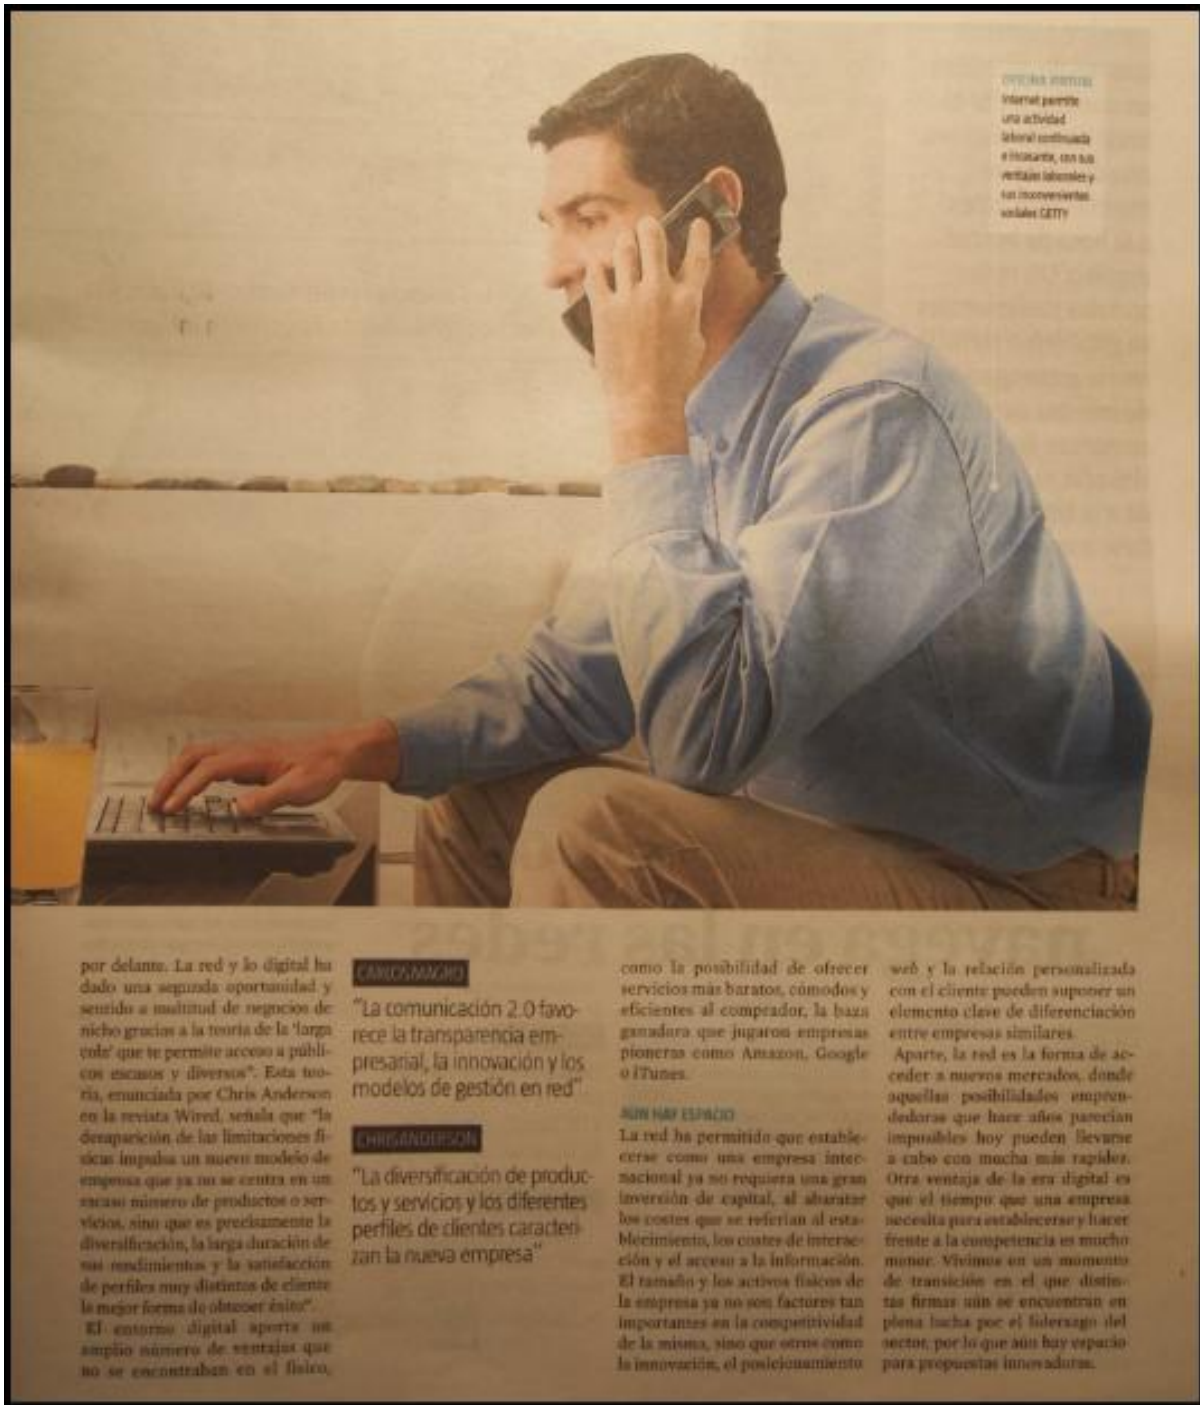 OFICINA VIRTUAL
Internet permite
una actividad
laboral continuada
e incesante, con sus
ventajas laborales y
sus inconvenientes
sociales GETTY
por delante. La red y lo digital ha
dado una segunda oportunidad y
sentido a multitud de negocios de
nicho gracias a la teoría de la 'larga
cola' que te permite acceso a públi-
cos escasos y diversos". Esta teo-
ría, enunciada por Chris Anderson
en la revista Wired, señala que "la
desaparición de las limitaciones fí-
sicas impulsa un nuevo modelo de
empresa que ya no se centra en un
escaso número de productos o ser-
vicios, sino que es precisamente la
diversificación, la larga duración de
sus rendimientos y la satisfacción
de perfiles muy distintos de cliente
la mejor forma de obtener éxito".
El entorno digital aporta un
amplio número de ventajas que
no se encontraban en el físico,
CARLOS MAGRO
"La comunicación 2.0 favo-
rece la transparencia em-
presarial, la innovación y los
modelos de gestión en red"
CHRIS ANDERSON
"La diversificación de produc-
tos y servicios y los diferentes
perfiles de clientes caracteri-
zan la nueva empresa"
como la posibilidad de ofrecer
servicios más baratos, cómodos y
eficientes al comprador, la baza
ganadora que jugaron empresas
pioneras como Amazon, Google
o iTunes.
AÚN HAY ESPACIO
La red ha permitido que estable-
cerse como una empresa inter-
nacional ya no requiera una gran
inversión de capital, al abaratar
los costes que se referían al esta-
blecimiento, los costes de interac-
ción y el acceso a la información.
El tamaño y los activos físicos de
la empresa ya no son factores tan
importantes en la competitividad
de la misma, sino que otros como
la innovación, el posicionamiento
web y la relación personalizada
con el cliente pueden suponer un
elemento clave de diferenciación
entre empresas similares.
Aparte, la red es la forma de ac-
ceder a nuevos mercados, donde
aquellas posibilidades empren-
dedoras que hace años parecían
imposibles hoy pueden llevarse
a cabo con mucha más rapidez.
Otra ventaja de la era digital es
que el tiempo que una empresa
necesita para establecerse y hacer
frente a la competencia es mucho
menor. Vivimos en un momento
de transición en el que distin-
tas firmas aún se encuentran en
plena lucha por el liderazgo del
sector, por lo que aún hay espacio
para propuestas innovadoras.